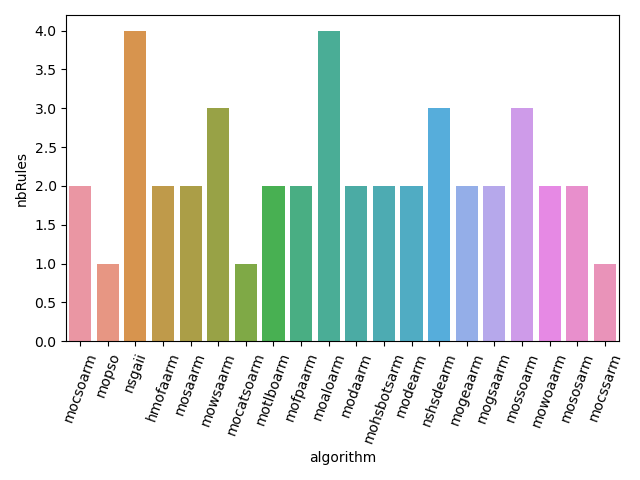 4.0
3.5
3.0
2.5
2.0
1.5
1.0
0.5
0.0
nbRules
mocsoarm
mopso
nsgaii
hmofaarm
mosaarm
mowsaarm
mocatsoarm
motlboarm
mofpaarm
moaloarm
modaarm
mohsbotsarm
modearm
nshsdearm
mogeaarm
mogsaarm
mossoarm
mowoaarm
mososarm
mocssarm
algorithm